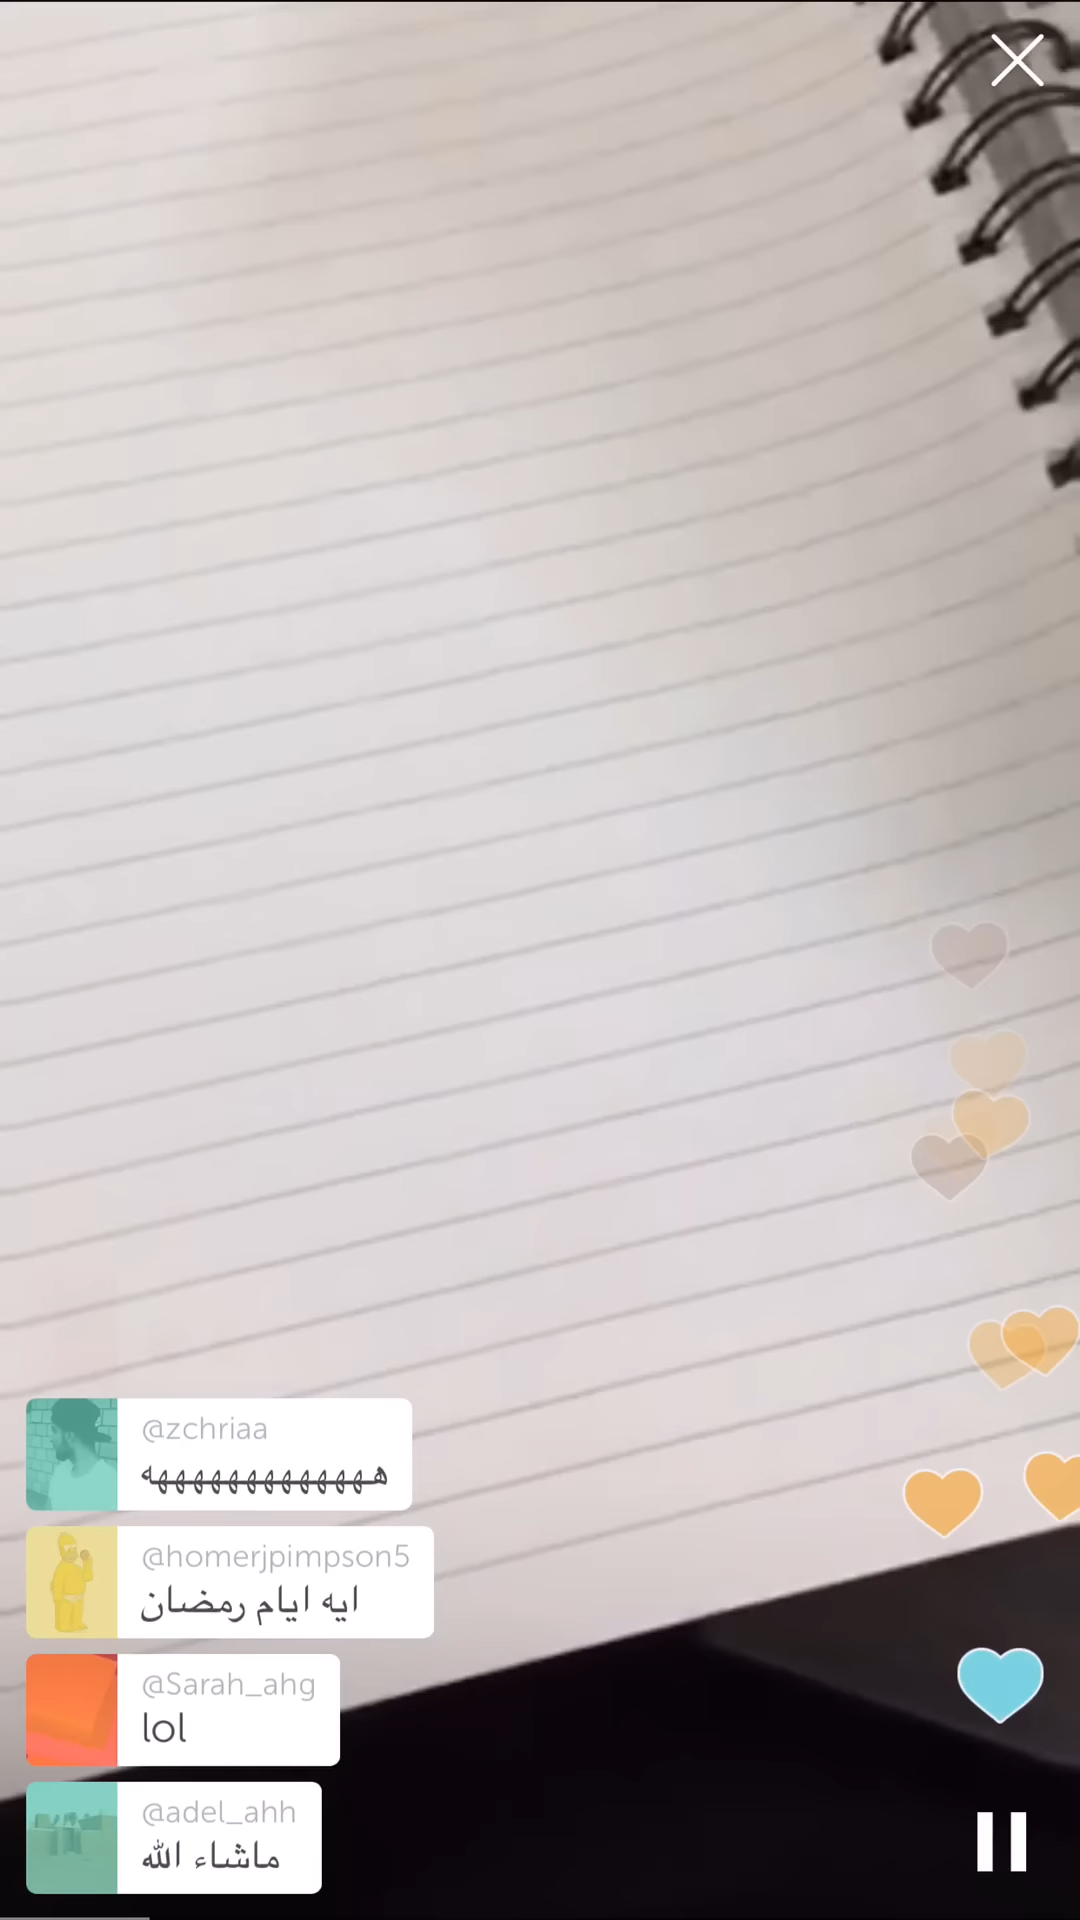 @zchriaa
هههههههههههههه
@homerjpimpson5
ايه ايام رمضان
@Sarah_ahg
lol
@adel_ahh
ماشاء الله